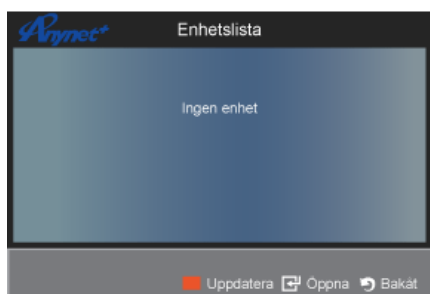 Anynet+ Enhetslista
Ingen enhet
Uppdatera Öppna Bakåt